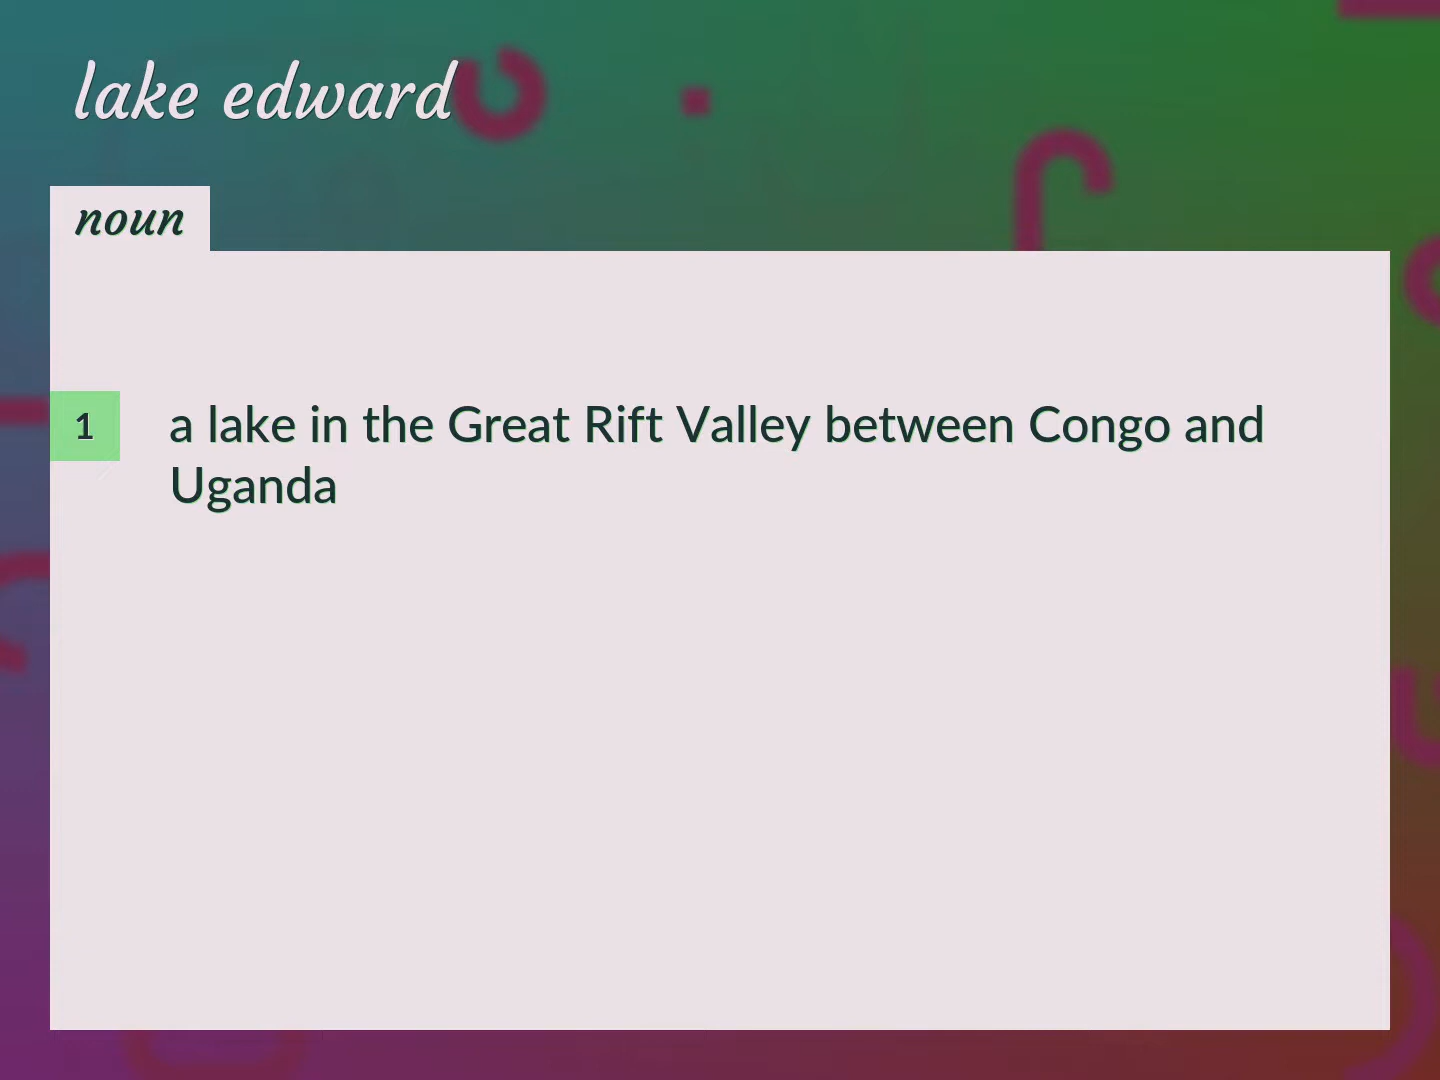 lake edward
noun
1 a lake in the Great Rift Valley between Congo and
Uganda